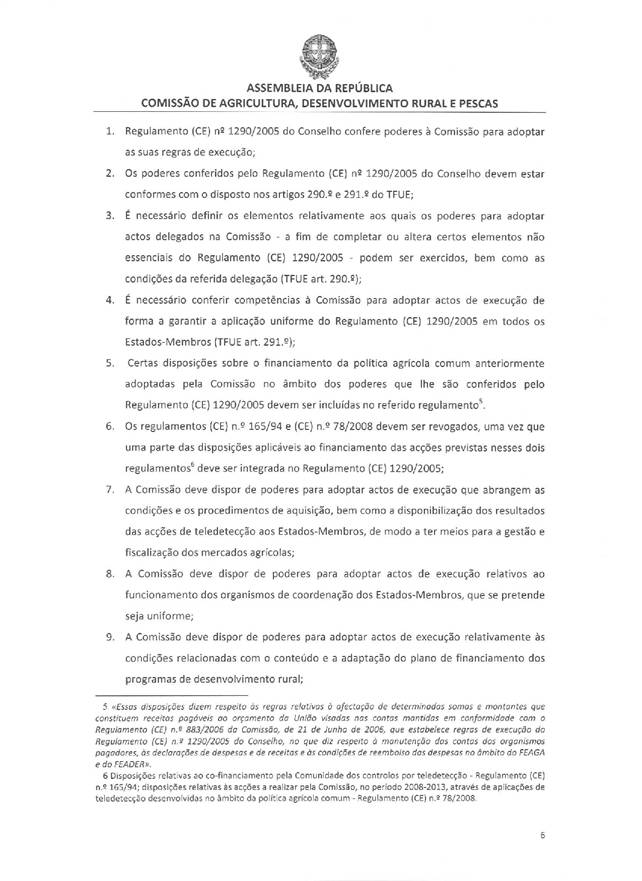 ASSEMBLEIA DA REPÚBLICA
COMISSÃO DE AGRICULTURA, DESENVOLVIMENTO RURAL E PESCAS
1. Regulamento (CE) nº 1290/2005 do Conselho confere poderes à Comissão para adoptar
as suas regras de execução;
2. Os poderes conferidos pelo Regulamento (CE) nº 1290/2005 do Conselho devem estar
conformes com o disposto nos artigos 290.º e 291.º do TFUE;
3. É necessário definir os elementos relativamente aos quais os poderes para adoptar
actos delegados na Comissão - a fim de completar ou altera certos elementos não
essenciais do Regulamento (CE) 1290/2005 - podem ser exercidos, bem como as
condições da referida delegação (TFUE art. 290.º);
4. É necessário conferir competências à Comissão para adoptar actos de execução de
forma a garantir a aplicação uniforme do Regulamento (CE) 1290/2005 em todos os
Estados-Membros (TFUE art. 291.º);
5. Certas disposições sobre o financiamento da política agrícola comum anteriormente
adoptadas pela Comissão no âmbito dos poderes que lhe são conferidos pelo
Regulamento (CE) 1290/2005 devem ser incluídas no referido regulamento5.
6. Os regulamentos (CE) n.º 165/94 e (CE) n.º 78/2008 devem ser revogados, uma vez que
uma parte das disposições aplicáveis ao financiamento das acções previstas nesses dois
regulamentos6 deve ser integrada no Regulamento (CE) 1290/2005;
7. A Comissão deve dispor de poderes para adoptar actos de execução que abrangem as
condições e os procedimentos de aquisição, bem como a disponibilização dos resultados
das acções de teledetecção aos Estados-Membros, de modo a ter meios para a gestão e
fiscalização dos mercados agrícolas;
8. A Comissão deve dispor de poderes para adoptar actos de execução relativos ao
funcionamento dos organismos de coordenação dos Estados-Membros, que se pretende
seja uniforme;
9. A Comissão deve dispor de poderes para adoptar actos de execução relativamente às
condições relacionadas com o conteúdo e a adaptação do plano de financiamento dos
programas de desenvolvimento rural;
5 «Essas disposições dizem respeito às regras relativas à afectação de determinadas somas e montantes que
constituem receitas pagáveis ao orçamento da União visadas nas contas mantidas em conformidade com o
Regulamento (CE) n.º 883/2006 da Comissão, de 21 de Junho de 2006, que estabelece regras de execução do
Regulamento (CE) n.º 1290/2005 do Conselho, no que diz respeito à manutenção das contas dos organismos
pagadores, às declarações de despesas e de receitas e às condições de reembolso das despesas no âmbito do FEAGA
e do FEADER».
6 Disposições relativas ao co-financiamento pela Comunidade dos controlos por teledetecção - Regulamento (CE)
n.º 165/94; disposições relativas às acções a realizar pela Comissão, no período 2008-2013, através de aplicações de
teledetecção desenvolvidas no âmbito da política agrícola comum - Regulamento (CE) n.º 78/2008.
6